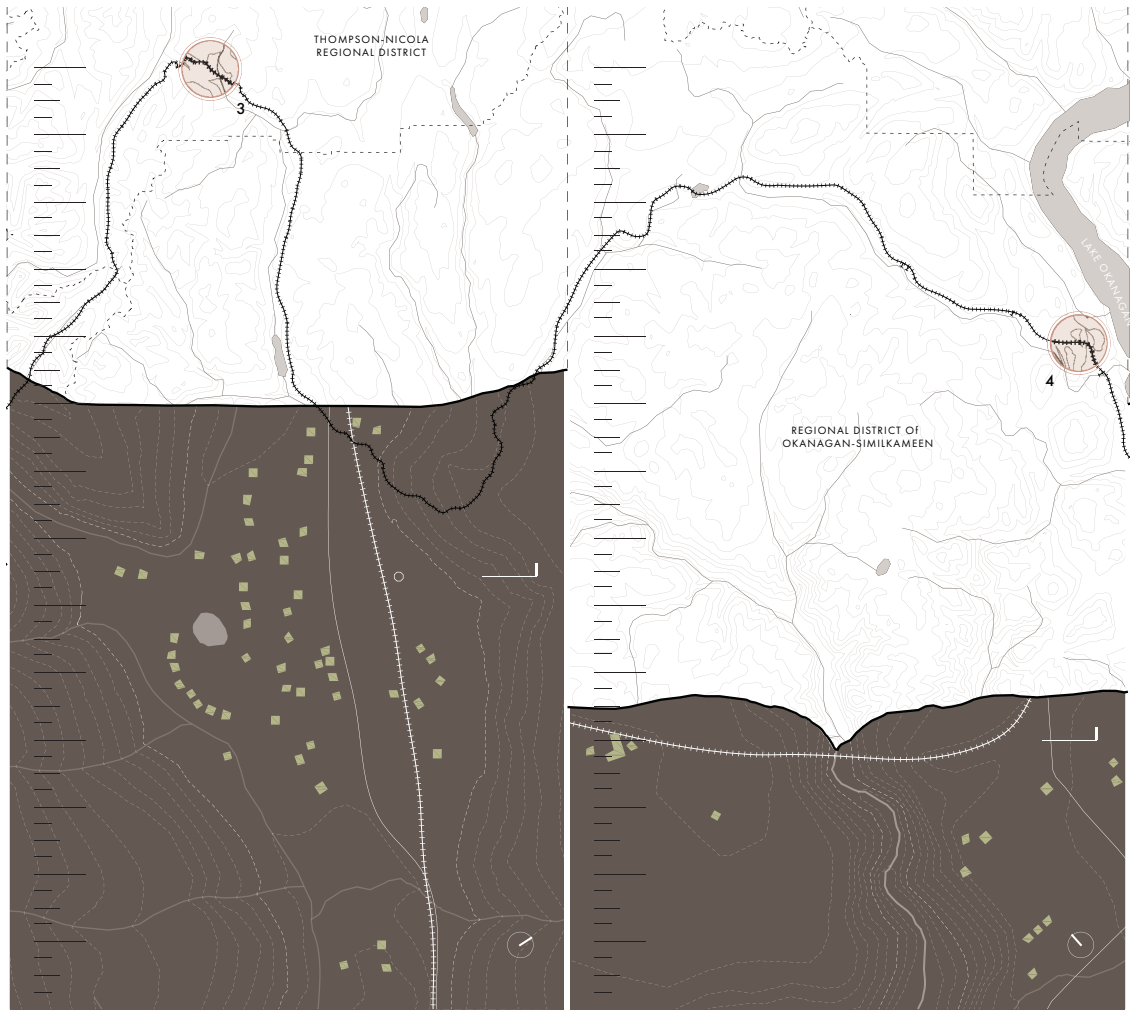 THOMPSON-NICOLA
REGIONAL DISTRICT
3
LAKE OKANAGAN
4
REGIONAL DISTRICT Of
OKANAGAN-SIMILKAMEEN